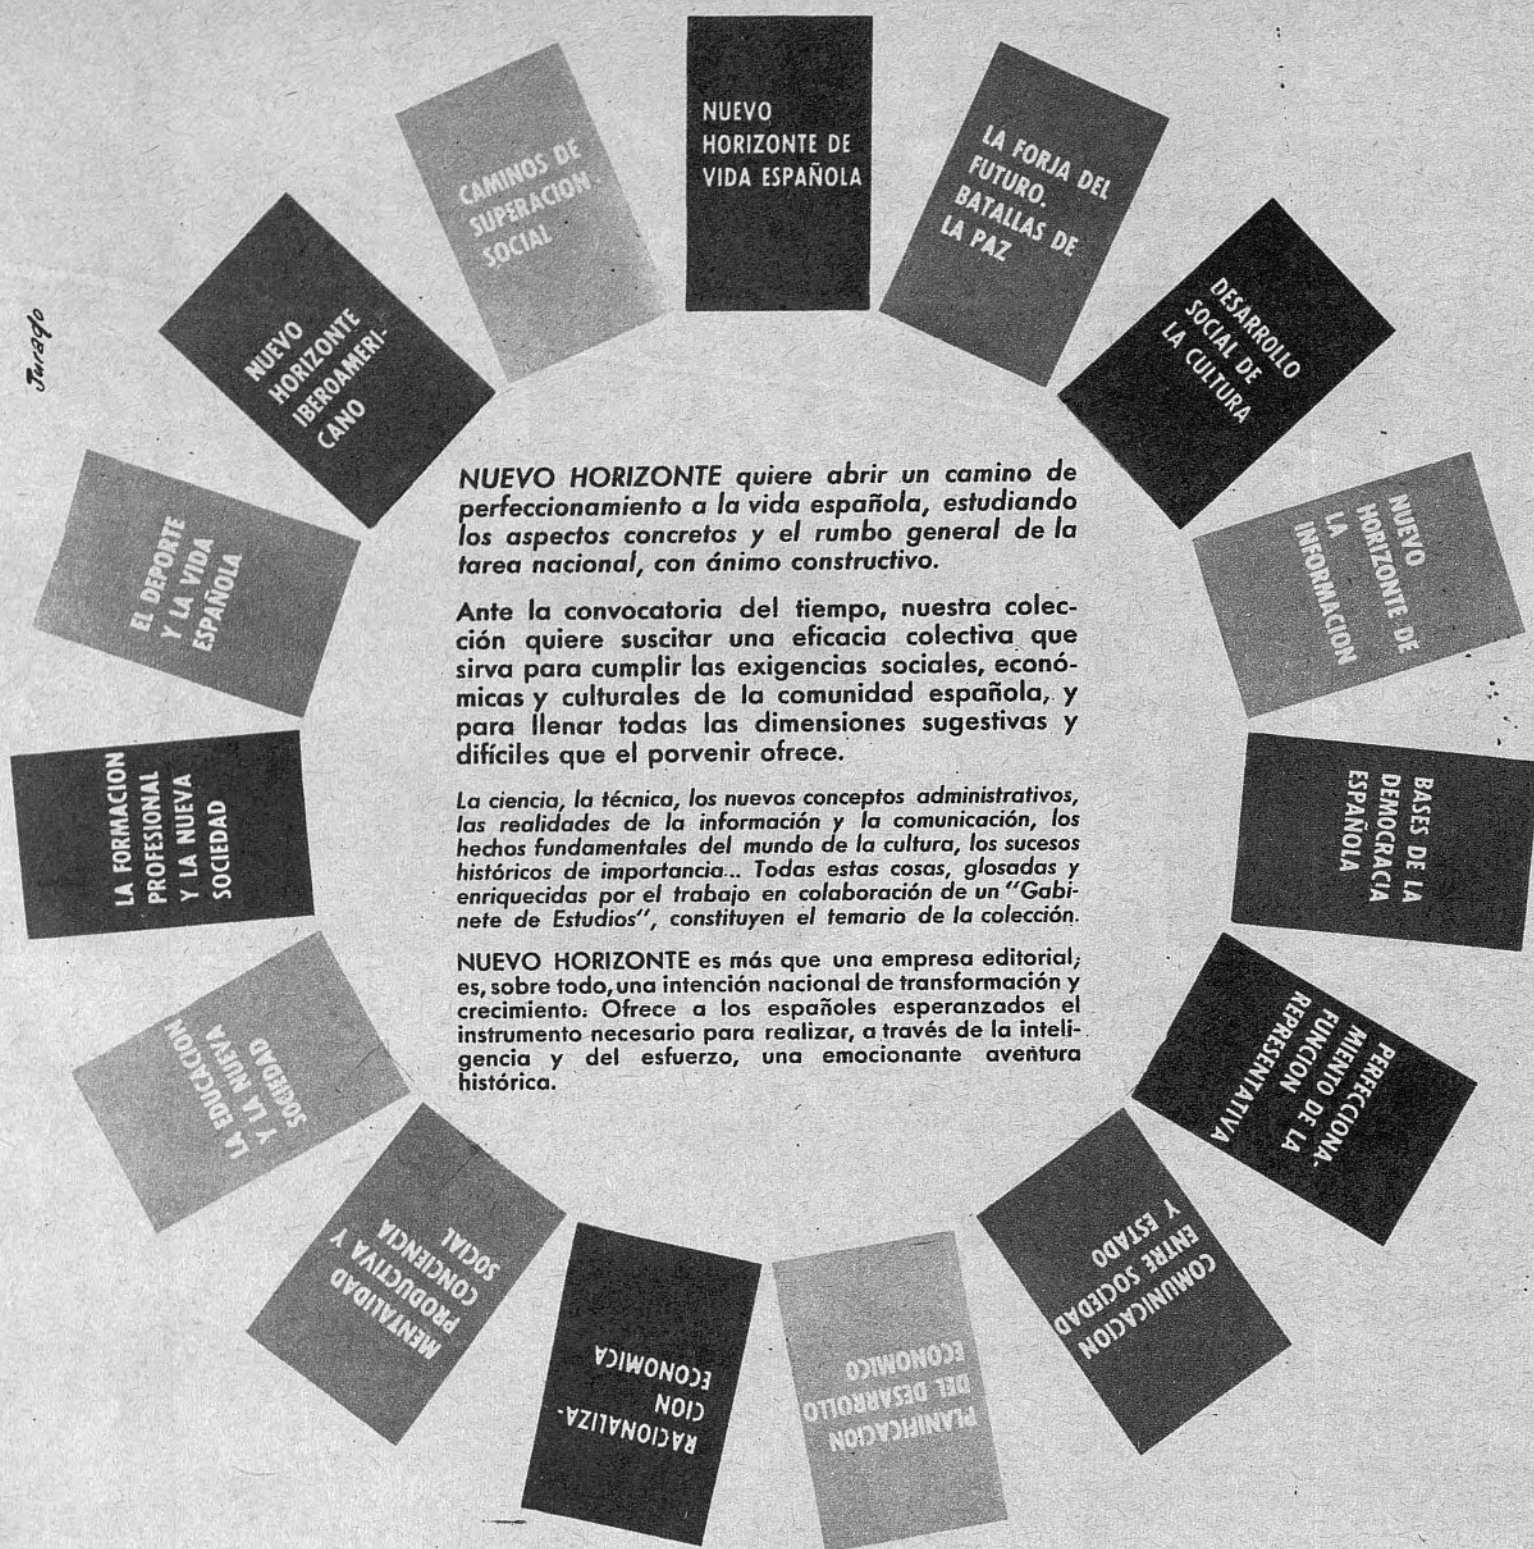 NUEVO
HORIZONTE DE
VIDA ESPAÑOLA
LA FORJA DEL
FUTURO.
BATALLAS DE
LA PAZ
DESARROLLO
SOCIAL DE
LA CULTURA
NUEVO
HORIZONTE DE
LA
INFORMACION
BASES DE LA
DEMOCRACIA
ESPAÑOLA
PERFECCIONA-
MIENTO DE LA
FUNCION
REPRESENTATIVA
COMUNICACION
ENTRE SOCIEDAD
Y ESTADO
PLANIFICACION
DEL DESARROLLO
ECONOMICO
RACIONALIZA-
CION
ECONOMICA
MENTALIDAD
PRODUCTIVA Y
CONCIENCIA
SOCIAL
LA EDUCACION
Y LA NUEVA
SOCIEDAD
LA FORMACION
PROFESIONAL
Y LA NUEVA
SOCIEDAD
EL DEPORTE
Y LA VIDA
ESPAÑOLA
NUEVO
HORIZONTE
IBEROAMERI-
CANO
CAMINOS DE
SUPERACION
SOCIAL
NUEVO HORIZONTE quiere abrir un camino de
perfeccionamiento a la vida española, estudiando
los aspectos concretos y el rumbo general de la
tarea nacional, con ánimo constructivo.
Ante la convocatoria del tiempo, nuestra colec-
ción quiere suscitar una eficacia colectiva que
sirva para cumplir las exigencias sociales, econó-
micas y culturales de la comunidad española, y
para llenar todas las dimensiones sugestivas y
difíciles que el porvenir ofrece.
La ciencia, la técnica, los nuevos conceptos administrativos,
las realidades de la información y la comunicación, los
hechos fundamentales del mundo de la cultura, los sucesos
históricos de importancia... Todas estas cosas, glosadas y
enriquecidas por el trabajo en colaboración de un "Gabi-
nete de Estudios", constituyen el temario de la colección.
NUEVO HORIZONTE es más que una empresa editorial;
es, sobre todo, una intención nacional de transformación y
crecimiento. Ofrece a los españoles esperanzados el
instrumento necesario para realizar, a través de la inteli-
gencia y del esfuerzo, una emocionante aventura
histórica.